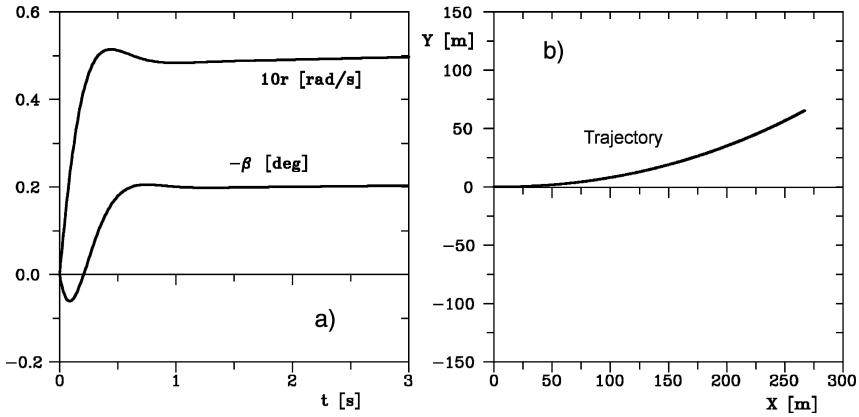 0.6
0.4
0.2
0.0
−0.2
0
1
2
3
t [s]
10r [rad/s]
−β [deg]
a)
Y [m]
150
100
50
0
−50
−100
−150
0
50
100
150
200
250
300
X [m]
b)
Trajectory